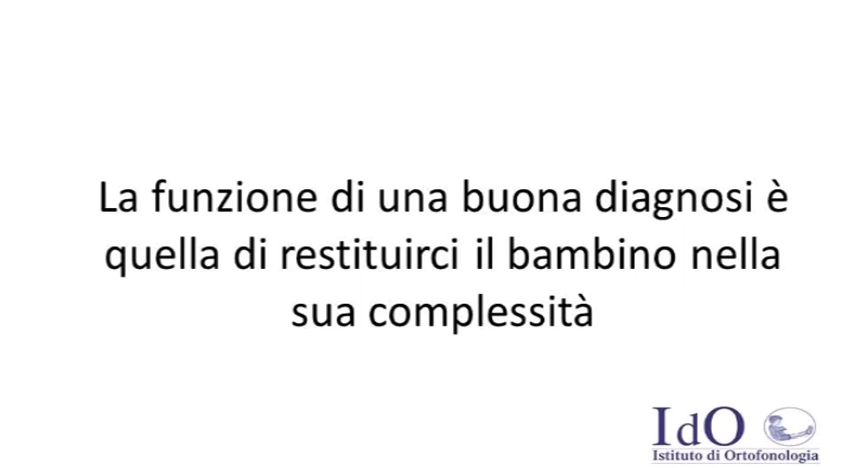 La funzione di una buona diagnosi è
quella di restituirci il bambino nella
sua complessità
IdO
Istituto di Ortofonologia